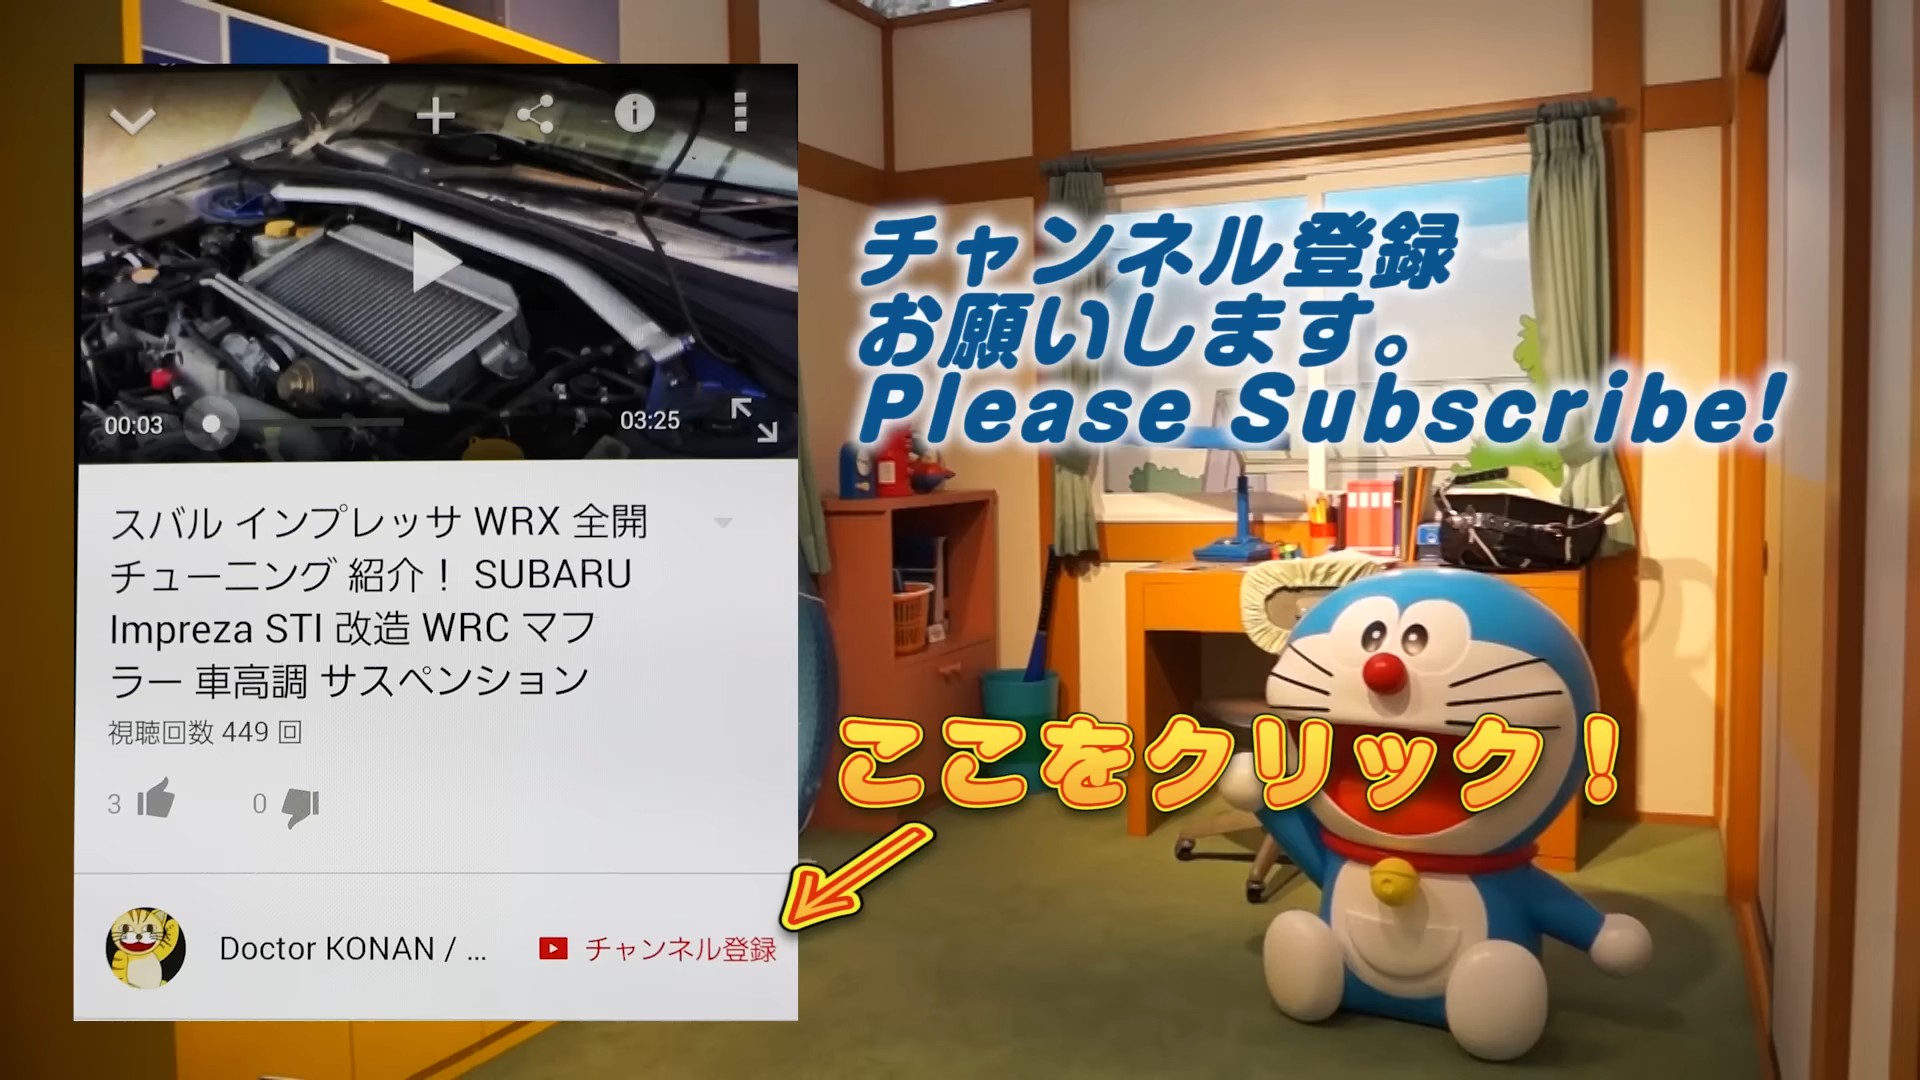 00:03
03:25
スバル インプレッサ WRX 全開
チューニング 紹介！ SUBARU
Impreza STI 改造 WRC マフ
ラー 車高調 サスペンション
視聴回数 449 回
3
0
Doctor KONAN / ...
チャンネル登録
チャンネル登録
お願いします。
Please Subscribe!
ここをクリック！